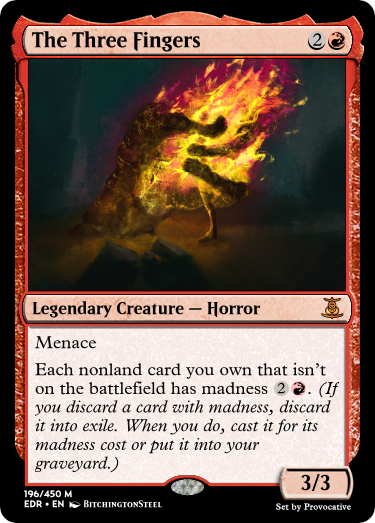 The Three Fingers 2
Legendary Creature — Horror
Menace
Each nonland card you own that isn't
on the battlefield has madness 2. (If
you discard a card with madness, discard
it into exile. When you do, cast it for its
madness cost or put it into your
graveyard.)
3/3
196/450 M
EDR • EN BitchingtonSteel
Set by Provocative